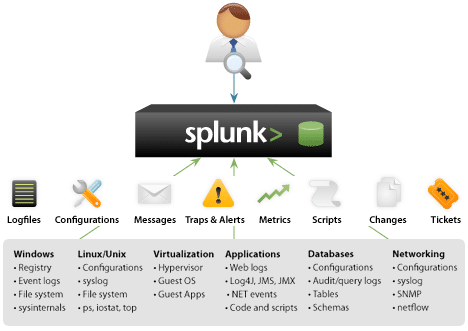 splunk>
Logfiles Configurations Messages Traps & Alerts Metrics Scripts Changes Tickets
Windows
• Registry
• Event logs
• File system
• sysinternals
Linux/Unix
• Configurations
• syslog
• File system
• ps, iostat, top
Virtualization
• Hypervisor
• Guest OS
• Guest Apps
Applications
• Web logs
• Log4J, JMS, JMX
• .NET events
• Code and scripts
Databases
• Configurations
• Audit/query logs
• Tables
• Schemas
Networking
• Configurations
• syslog
• SNMP
• netflow